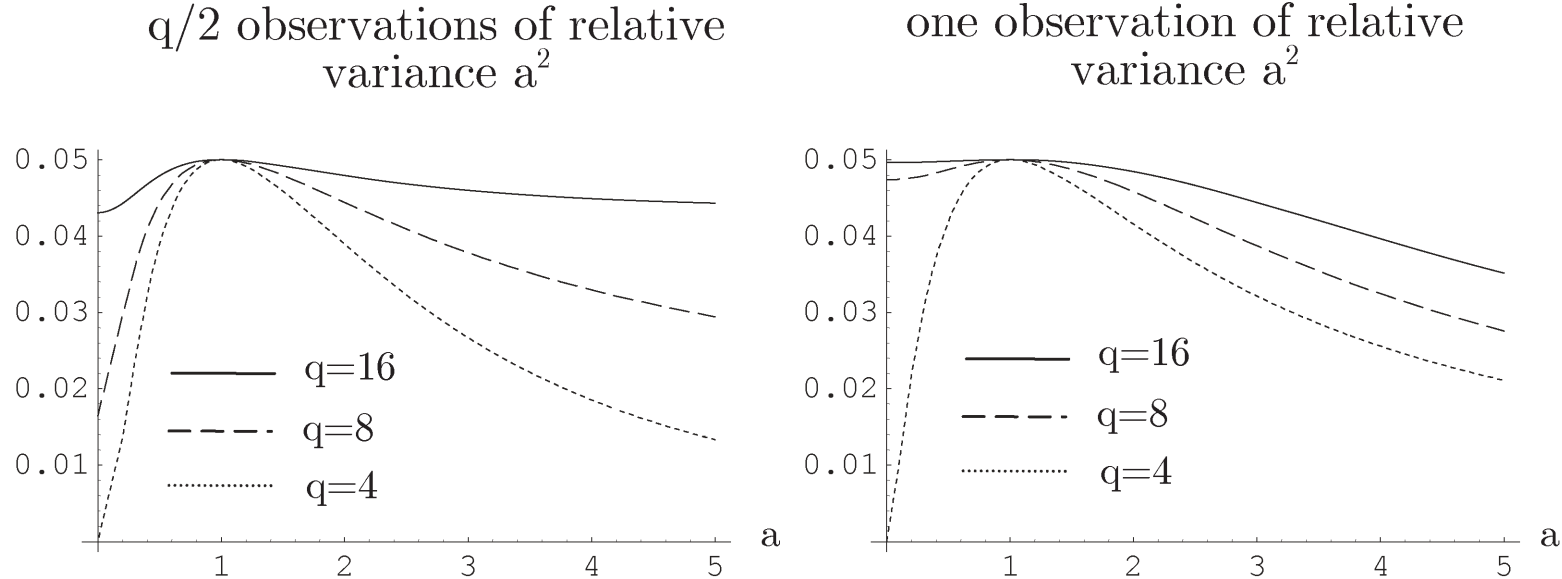 q/2 observations of relative
variance a²
0.05
0.04
0.03
0.02
0.01
q=16
q=8
q=4
1 2 3 4 5
a
one observation of relative
variance a²
0.05
0.04
0.03
0.02
0.01
q=16
q=8
q=4
1 2 3 4 5
a